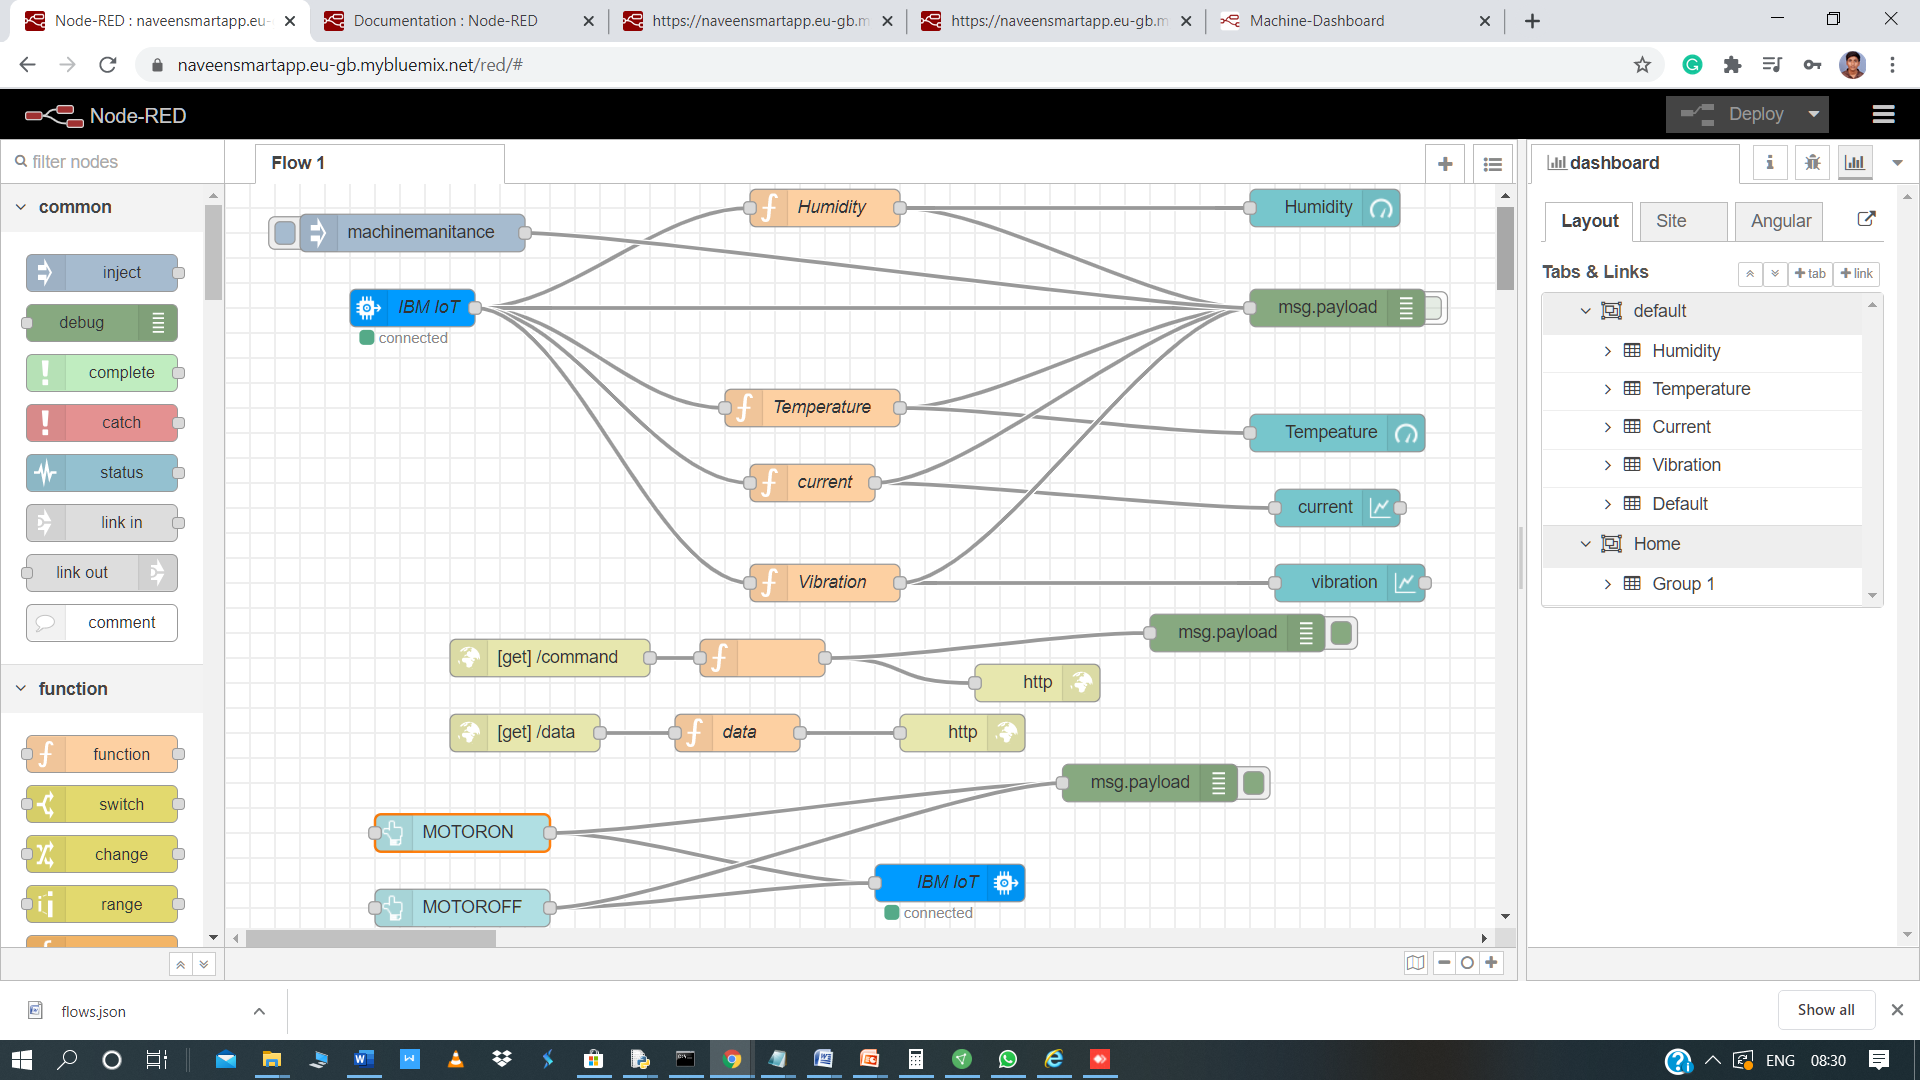 Node-RED : naveensmartapp.eu-
Documentation : Node-RED
https://naveensmartapp.eu-gb.m
https://naveensmartapp.eu-gb.m
Machine-Dashboard
naveensmartapp.eu-gb.mybluemix.net/red/#
Node-RED
Deploy
filter nodes
common
inject
debug
complete
catch
status
link in
link out
comment
function
function
switch
change
range
Flow 1
machinemanitance
IBM IoT
connected
Humidity
Humidity
msg.payload
Temperature
Tempeature
current
current
Vibration
vibration
[get] /command
msg.payload
http
[get] /data
data
http
msg.payload
MOTORON
MOTOROFF
IBM IoT
connected
dashboard
Layout
Site
Angular
Tabs & Links
+ tab
+ link
default
Humidity
Temperature
Current
Vibration
Default
Home
Group 1
flows.json
Show all
ENG
08:30